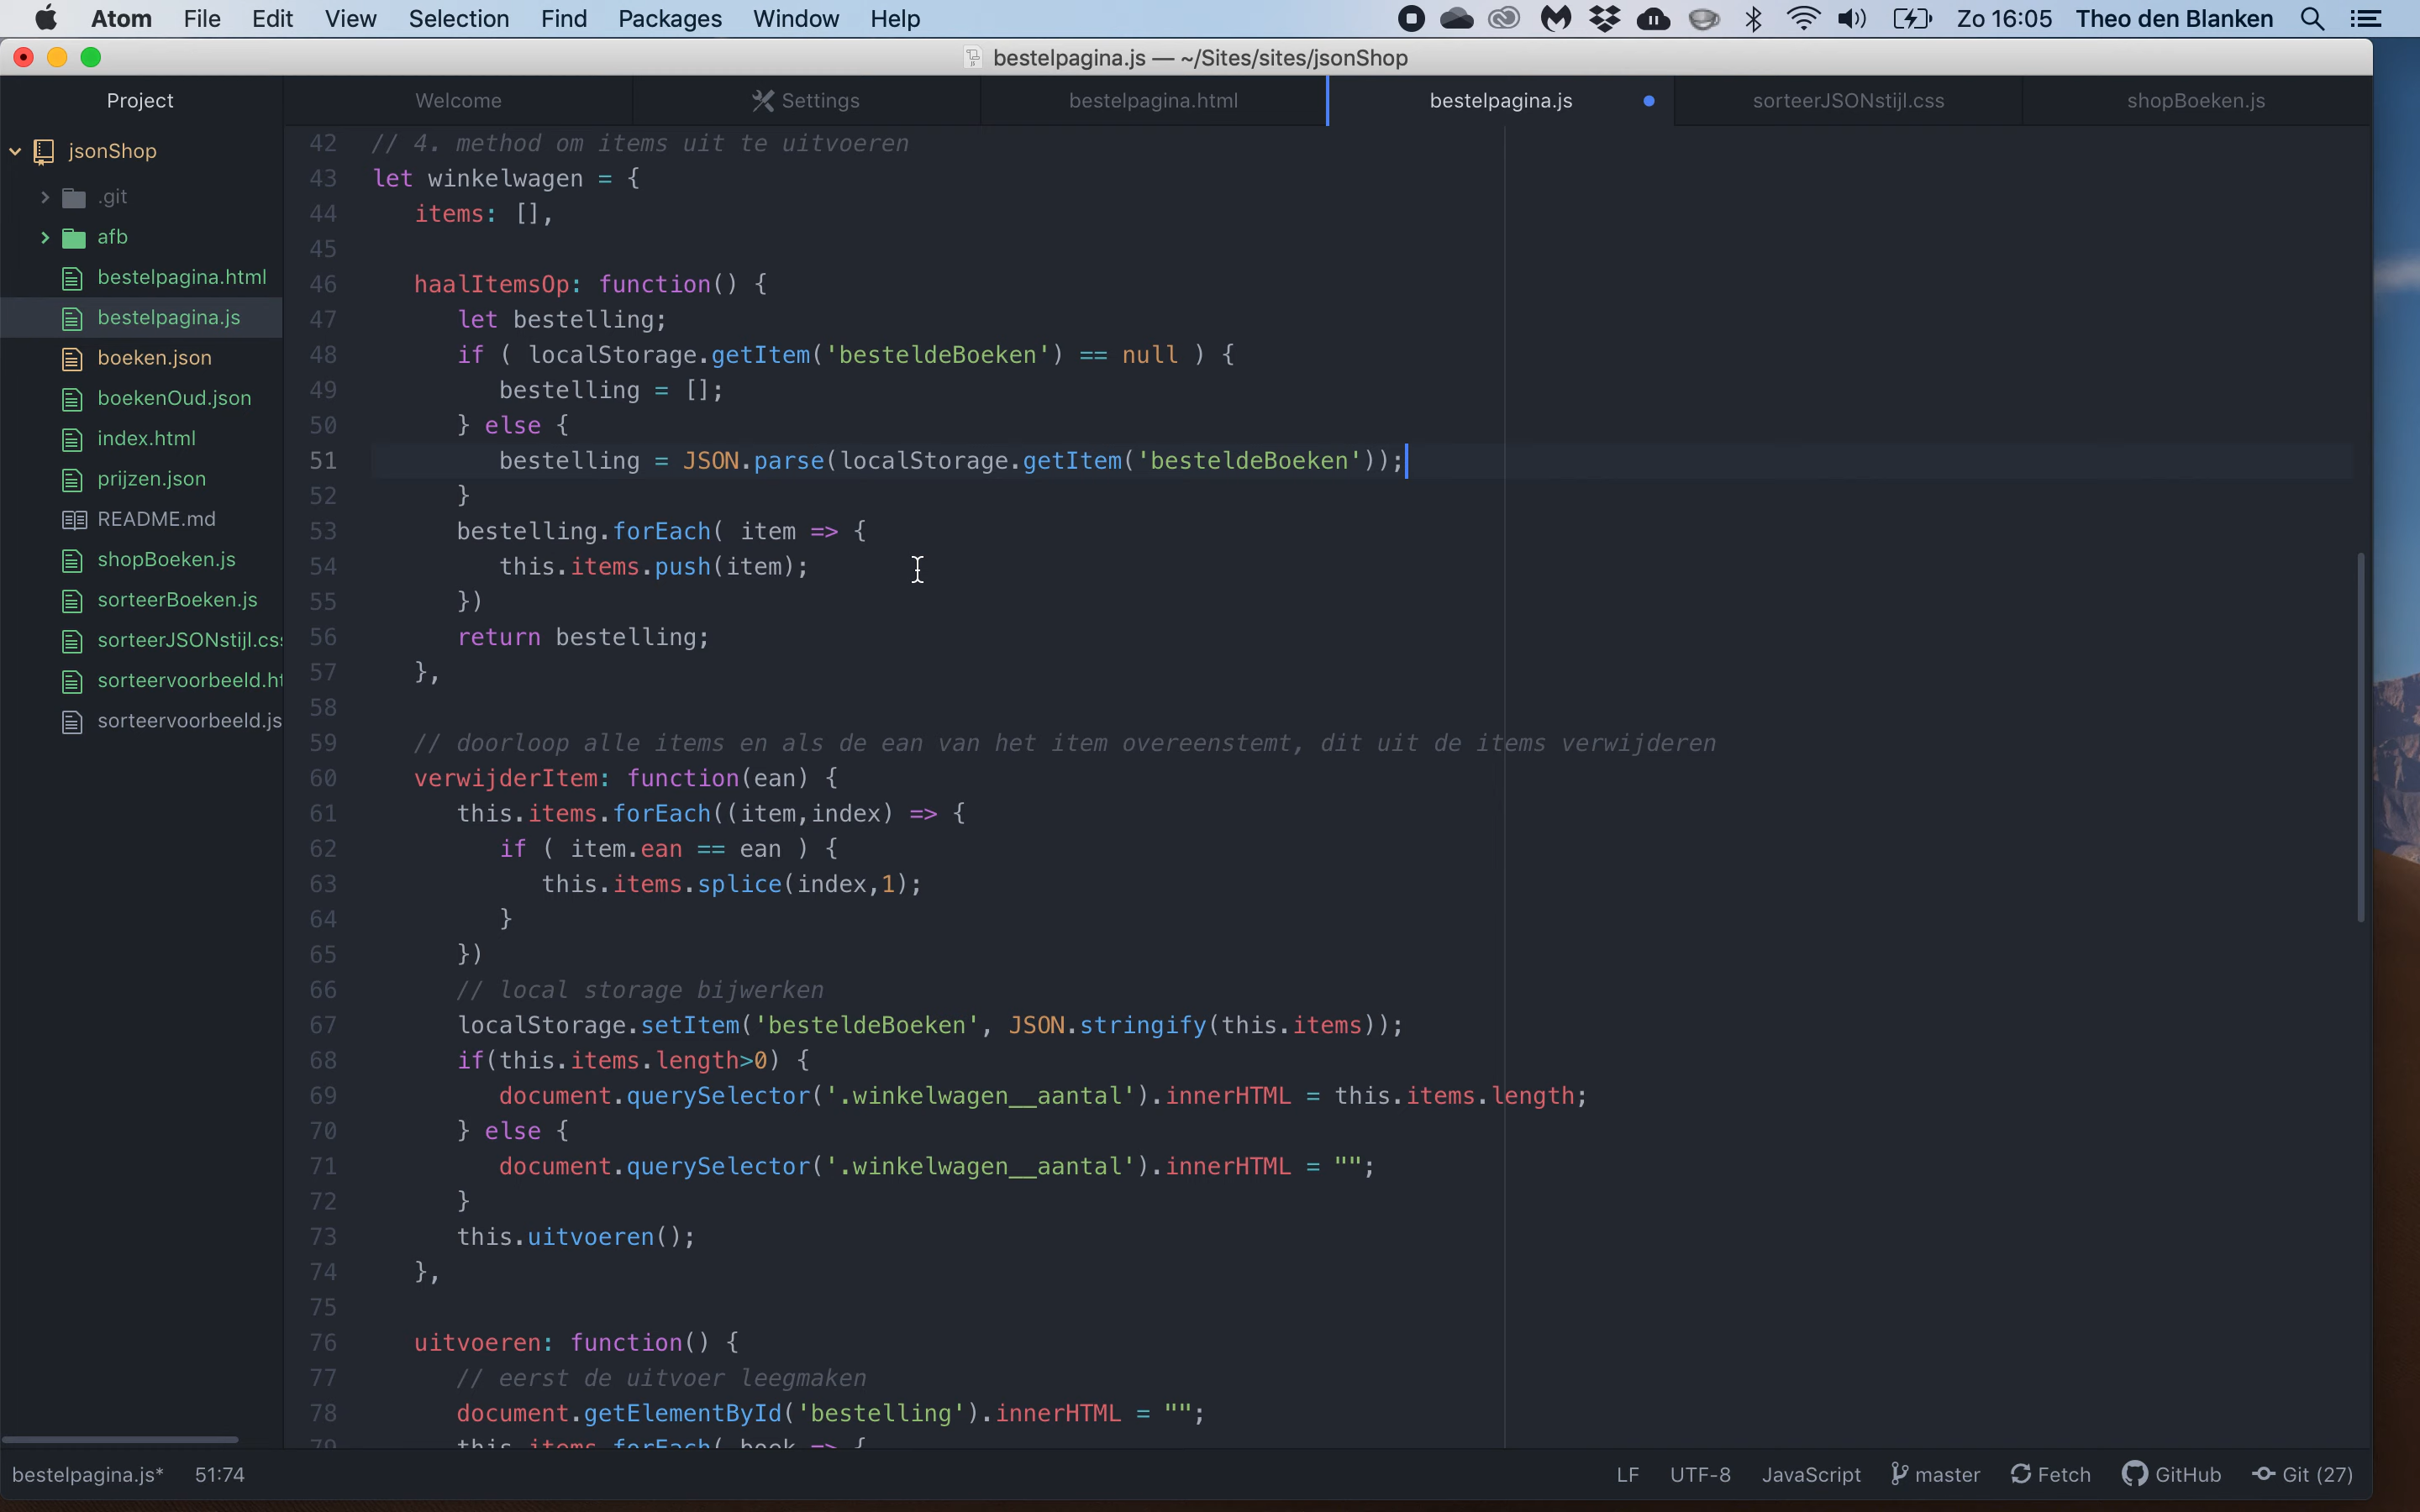 Atom File Edit View Selection Find Packages Window Help Zo 16:05 Theo den Blanken
bestelpagina.js — ~/Sites/sites/jsonShop
Project Welcome Settings bestelpagina.html bestelpagina.js sorteerJSONstijl.css shopBoeken.js
jsonShop
.git
afb
bestelpagina.html
bestelpagina.js
boeken.json
boekenOud.json
index.html
prijzen.json
README.md
shopBoeken.js
sorteerBoeken.js
sorteerJSONstijl.css
sorteervoorbeeld.ht
sorteervoorbeeld.js
42 // 4. method om items uit te uitvoeren
43 let winkelwagen = {
44 items: [],
45
46 haalItemsOp: function() {
47 let bestelling;
48 if ( localStorage.getItem('besteldeBoeken') == null ) {
49 bestelling = [];
50 } else {
51 bestelling = JSON.parse(localStorage.getItem('besteldeBoeken'));
52 }
53 bestelling.forEach( item => {
54 this.items.push(item);
55 })
56 return bestelling;
57 },
58
59 // doorloop alle items en als de ean van het item overeenstemt, dit uit de items verwijderen
60 verwijderItem: function(ean) {
61 this.items.forEach((item,index) => {
62 if ( item.ean == ean ) {
63 this.items.splice(index,1);
64 }
65 })
66 // local storage bijwerken
67 localStorage.setItem('besteldeBoeken', JSON.stringify(this.items));
68 if(this.items.length>0) {
69 document.querySelector('.winkelwagen__aantal').innerHTML = this.items.length;
70 } else {
71 document.querySelector('.winkelwagen__aantal').innerHTML = "";
72 }
73 this.uitvoeren();
74 },
75
76 uitvoeren: function() {
77 // eerst de uitvoer leegmaken
78 document.getElementById('bestelling').innerHTML = "";
79 this.items.forEach( book => {
bestelpagina.js* 51:74 LF UTF-8 JavaScript master Fetch GitHub Git (27)